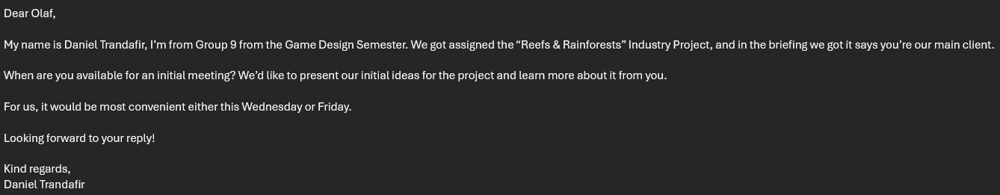 Dear Olaf,
My name is Daniel Trandafir, I’m from Group 9 from the Game Design Semester. We got assigned the “Reefs & Rainforests” Industry Project, and in the briefing we got it says you’re our main client.
When are you available for an initial meeting? We’d like to present our initial ideas for the project and learn more about it from you.
For us, it would be most convenient either this Wednesday or Friday.
Looking forward to your reply!
Kind regards,
Daniel Trandafir